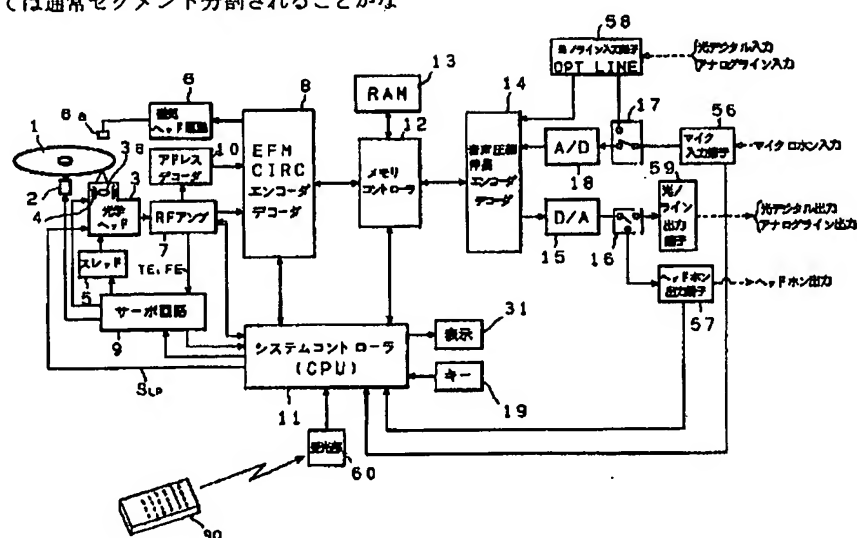 ては通常セグメント分割されることがな
58
光/ライン入力端子
OPT LINE
光デジタル入力
アナログライン入力
6
8
13
RAM
6a
磁気
ヘッド駆動
14
17
56
1
10
12
EFM
CIRC
エンコーダ
デコーダ
メモリ
コントローラ
音声圧縮
伸長
エンコーダ
デコーダ
A/D
18
マイク
入力端子
マイクロホン入力
アドレス
デコーダ
3a
3
2
4
光学
ヘッド
RFアンプ
7
D/A
15
16
59
光/
ライン
出力
端子
光デジタル出力
アナログライン出力
スレッド
5
TE,FE
ヘッドホン
出力端子
57
ヘッドホン出力
サーボ回路
9
システムコントローラ
(CPU)
11
表示
31
キー
19
SLP
受光部
60
90